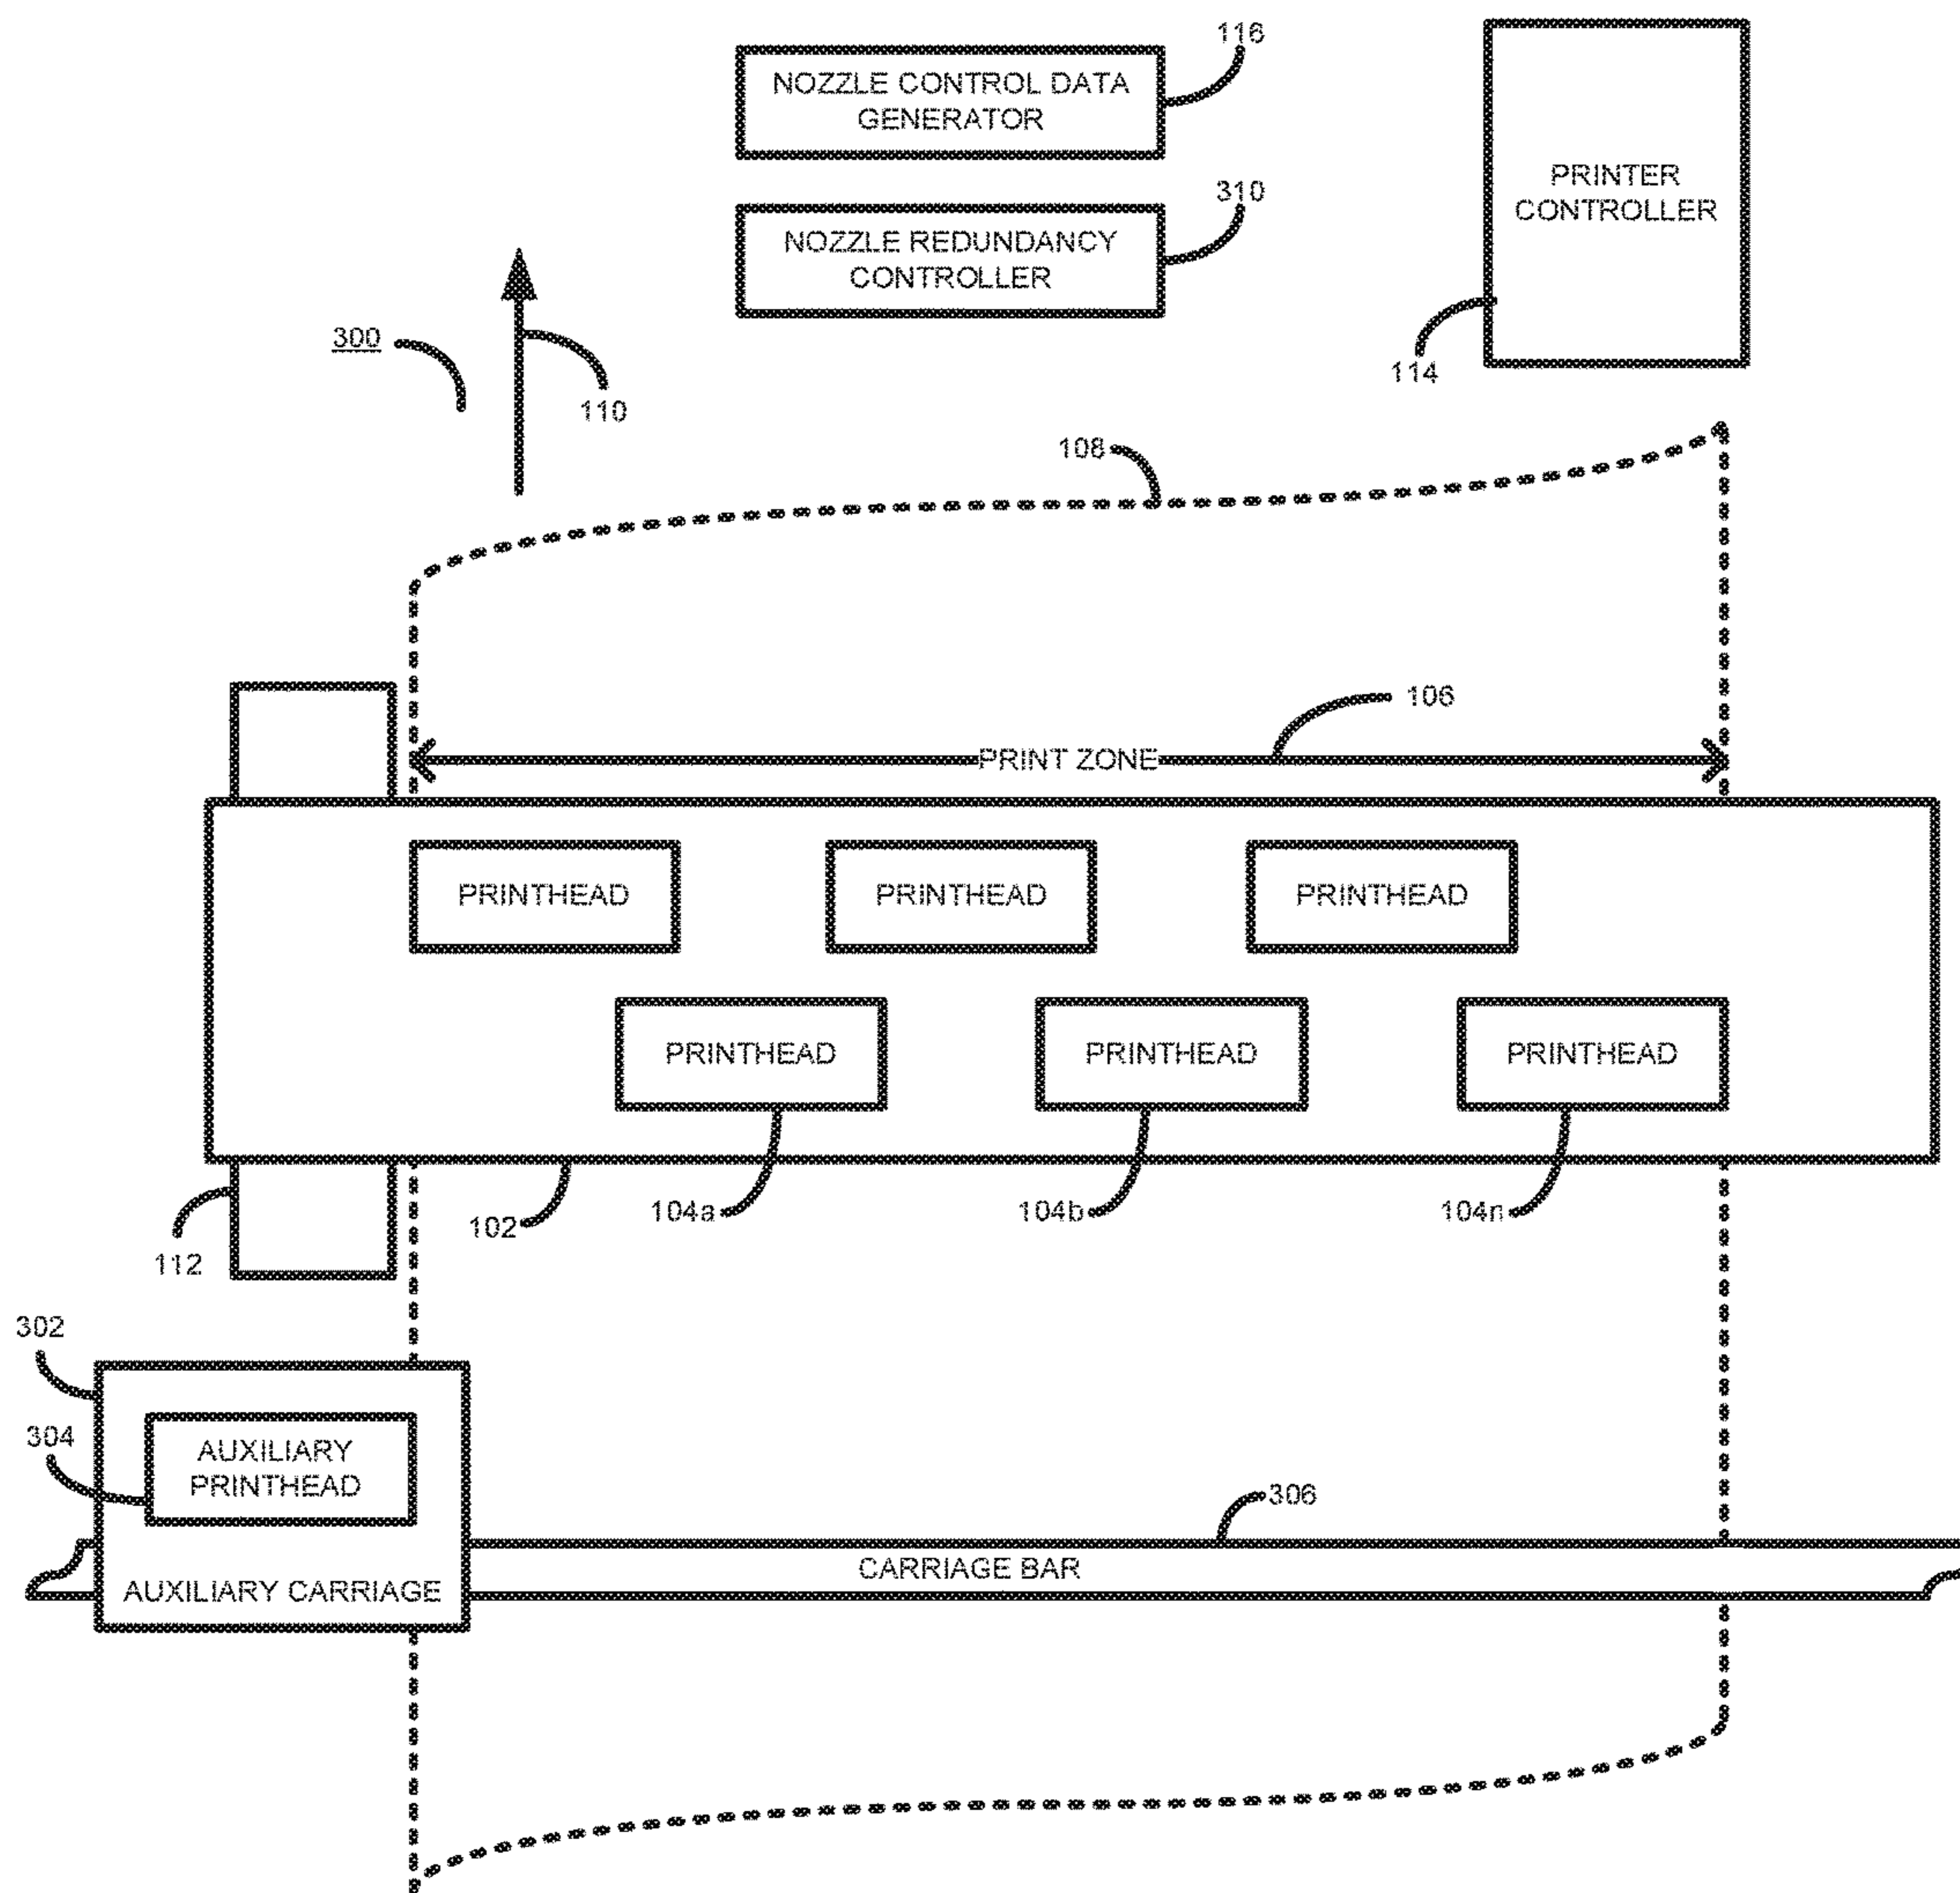 116
NOZZLE CONTROL DATA
GENERATOR
310
NOZZLE REDUNDANCY
CONTROLLER
PRINTER
CONTROLLER
114
300
110
108
106
PRINT ZONE
PRINTHEAD
PRINTHEAD
PRINTHEAD
PRINTHEAD
PRINTHEAD
PRINTHEAD
112
102
104a
104b
104n
302
304
AUXILIARY
PRINTHEAD
306
CARRIAGE BAR
AUXILIARY CARRIAGE